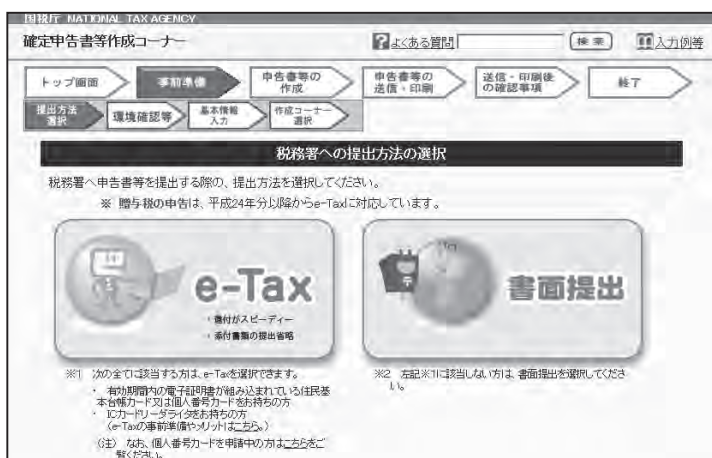 国税庁 NATIONAL TAX AGENCY
確定申告書等作成コーナー
よくある質問
検索
入力例等
トップ画面
事前準備
申告書等の
作成
申告書等の
送信・印刷
送信・印刷後
の確認事項
終了
提出方法
選択
環境確認等
基本情報
入力
作成コーナー
選択
税務署への提出方法の選択
税務署へ申告書等を提出する際の、提出方法を選択してください。
※ 贈与税の申告は、平成24年分以降からe-Taxに対応しています。
e-Tax
・還付がスピーディー
・添付書類の提出省略
書面提出
※1 次の全てに該当する方は、e-Taxを選択できます。
・ 有効期間内の電子証明書が組み込まれている住民基
本台帳カード又は個人番号カードをお持ちの方
・ ICカードリーダライタをお持ちの方
(e-Taxの事前準備やメリットはこちら。)
(注) なお、個人番号カードを申請中の方はこちらをご
覧ください。
※2 左記※1に該当しない方は、書面提出を選択してくださ
い。